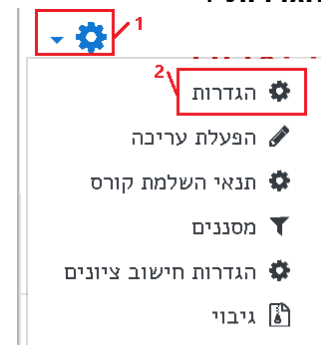 1
2
הגדרות
הפעלת עריכה
תנאי השלמת קורס
מסננים
הגדרות חישוב ציונים
גיבוי